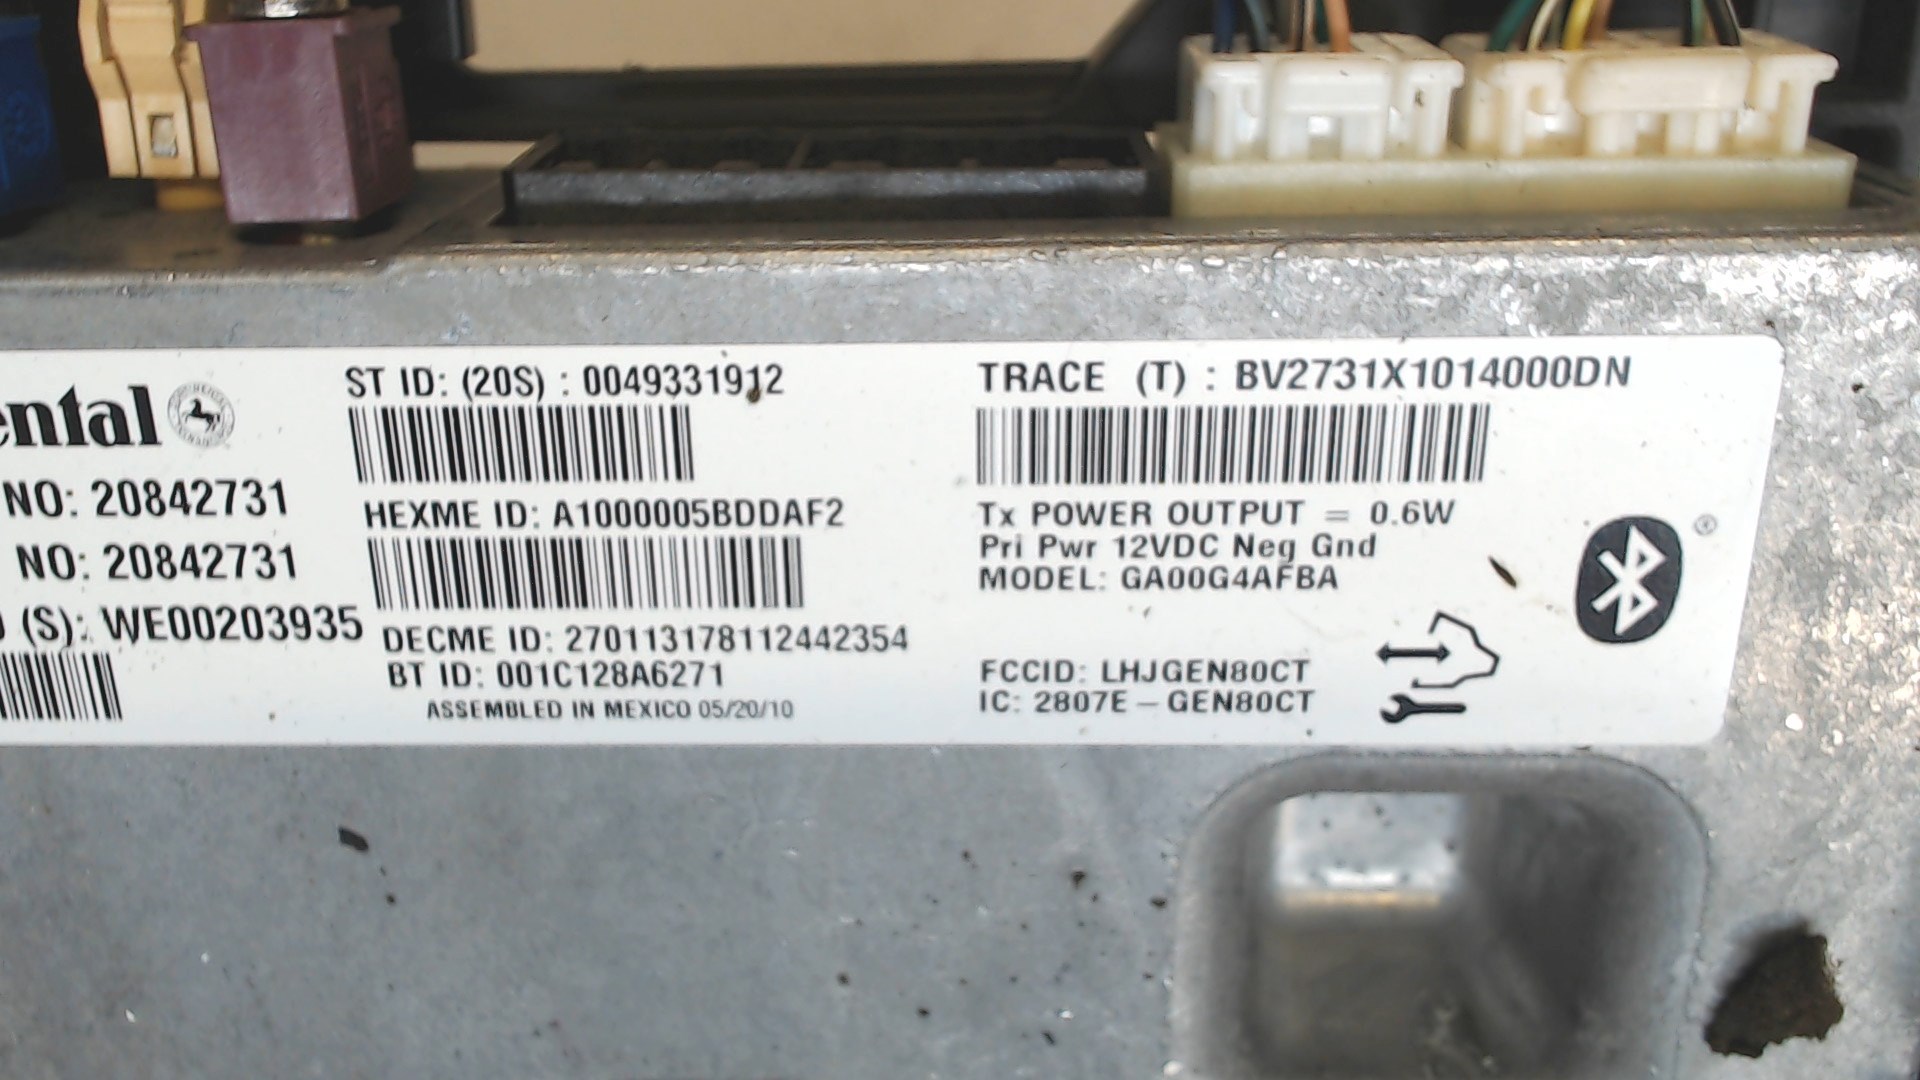 ental
NO: 20842731
NO: 20842731
(S): WE00203935
ST ID: (20S) : 0049331912
HEXME ID: A1000005BDDAF2
DECME ID: 270113178112442354
BT ID: 001C128A6271
ASSEMBLED IN MEXICO 05/20/10
TRACE (T) : BV2731X1014000DN
Tx POWER OUTPUT = 0.6W
Pri Pwr 12VDC Neg Gnd
MODEL: GA00G4AFBA
FCCID: LHJGEN80CT
IC: 2807E – GEN80CT